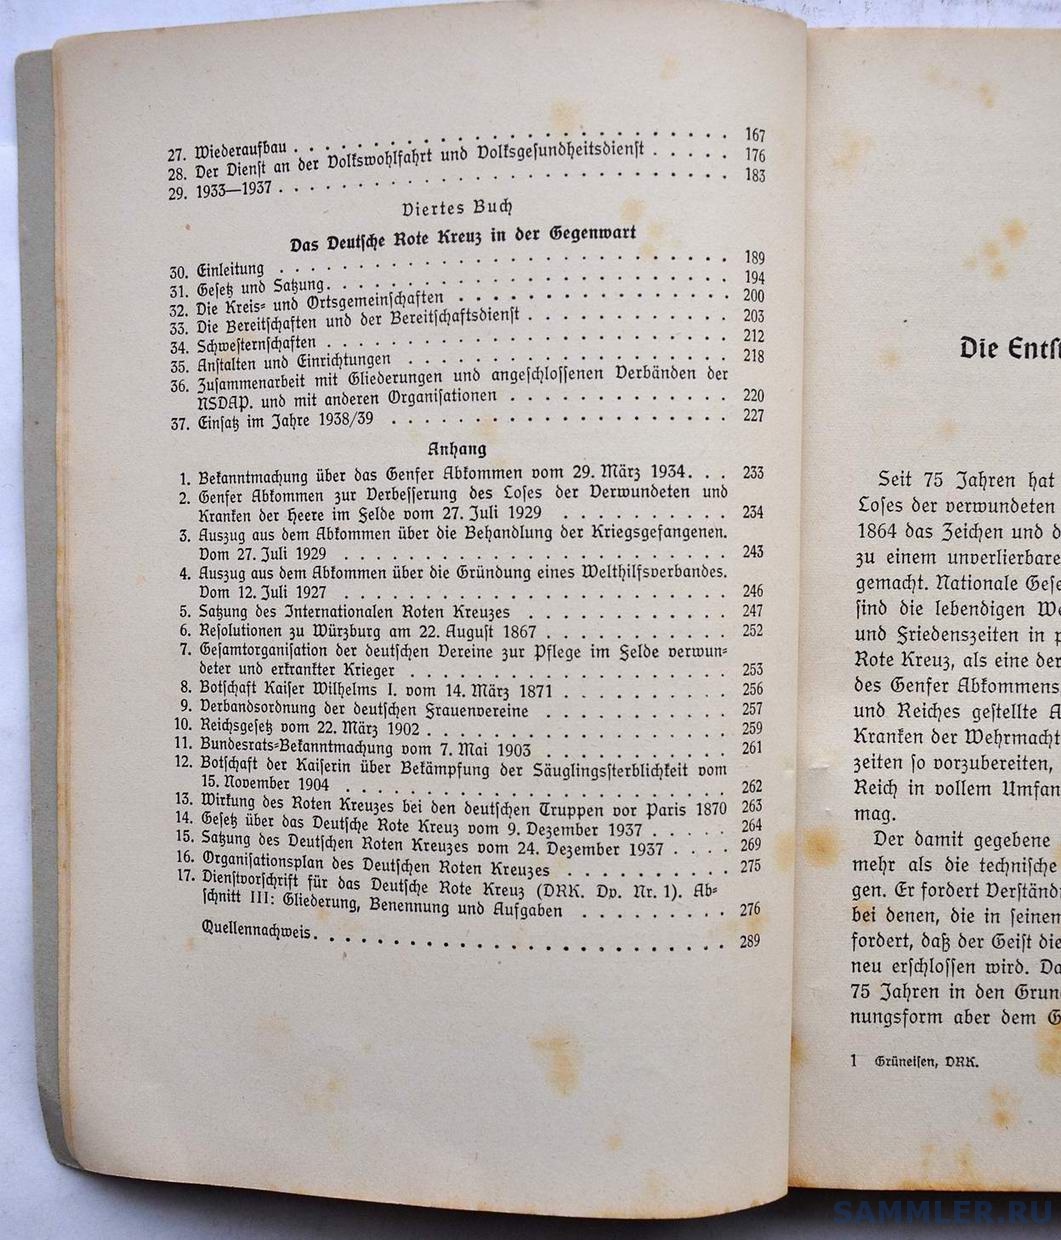 27. Wiederaufbau . . . . . . . . . . . . . . . . . . . . . . 167
28. Der Dienst an der Volkswohlfahrt und Volksgesundheitsdienst . . . . . 176
29. 1933—1937 . . . . . . . . . . . . . . . . . . . . . . . 183
Viertes Buch
Das Deutsche Rote Kreuz in der Gegenwart
30. Einleitung . . . . . . . . . . . . . . . . . . . . . . . 189
31. Gesetz und Satzung. . . . . . . . . . . . . . . . . . . . 194
32. Die Kreis- und Ortsgemeinschaften . . . . . . . . . . . . . . 200
33. Die Bereitschaften und der Bereitschaftsdienst . . . . . . . . . . . 203
34. Schwesternschaften . . . . . . . . . . . . . . . . . . . . 212
35. Anstalten und Einrichtungen . . . . . . . . . . . . . . . . 218
36. Zusammenarbeit mit Gliederungen und angeschlossenen Verbänden der
NSDAP. und mit anderen Organisationen . . . . . . . . . . . . 220
37. Einsatz im Jahre 1938/39 . . . . . . . . . . . . . . . . . 227
Anhang
1. Bekanntmachung über das Genfer Abkommen vom 29. März 1934. . . 233
2. Genfer Abkommen zur Verbesserung des Loses der Verwundeten und
Kranken der Heere im Felde vom 27. Juli 1929 . . . . . . . . . . 234
3. Auszug aus dem Abkommen über die Behandlung der Kriegsgefangenen.
Vom 27. Juli 1929 . . . . . . . . . . . . . . . . . . . . 243
4. Auszug aus dem Abkommen über die Gründung eines Welthilfsverbandes.
Vom 12. Juli 1927 . . . . . . . . . . . . . . . . . . . . 246
5. Satzung des Internationalen Roten Kreuzes . . . . . . . . . . . 247
6. Resolutionen zu Würzburg am 22. August 1867 . . . . . . . . . . 252
7. Gesamtorganisation der deutschen Vereine zur Pflege im Felde verwun-
deter und erkrankter Krieger . . . . . . . . . . . . . . . . 253
8. Botschaft Kaiser Wilhelms I. vom 14. März 1871 . . . . . . . . . 256
9. Verbandsordnung der deutschen Frauenvereine . . . . . . . . . . 257
10. Reichsgesetz vom 22. März 1902 . . . . . . . . . . . . . . . 259
11. Bundesrats-Bekanntmachung vom 7. Mai 1903 . . . . . . . . . . 261
12. Botschaft der Kaiserin über Bekämpfung der Säuglingssterblichkeit vom
15. November 1904 . . . . . . . . . . . . . . . . . . . . 262
13. Wirkung des Roten Kreuzes bei den deutschen Truppen vor Paris 1870 263
14. Gesetz über das Deutsche Rote Kreuz vom 9. Dezember 1937 . . . . . 264
15. Satzung des Deutschen Roten Kreuzes vom 24. Dezember 1937 . . . . 269
16. Organisationsplan des Deutschen Roten Kreuzes . . . . . . . . . 275
17. Dienstvorschrift für das Deutsche Rote Kreuz (DRK. Dv. Nr. 1). Ab-
schnitt III: Gliederung, Benennung und Aufgaben . . . . . . . . . 276
Quellennachweis. . . . . . . . . . . . . . . . . . . . . . 289
Die Entst
Seit 75 Jahren hat
Loses der verwundeten
1864 das Zeichen und d
zu einem unverlierbare
gemacht. Nationale Gese
sind die lebendigen We
und Friedenszeiten in p
Rote Kreuz, als eine der
des Genfer Abkommens
und Reiches gestellte A
Kranken der Wehrmacht
zeiten so vorzubereiten,
Reich in vollem Umfan
mag.
Der damit gegebene
mehr als die technische
gen. Er fordert Verständ
bei denen, die in seinem
fordert, daß der Geist die
neu erschlossen wird. Da
75 Jahren in den Grun
nungsform aber dem G
1 Grüneisen, DRK.
SAMMLER.RU